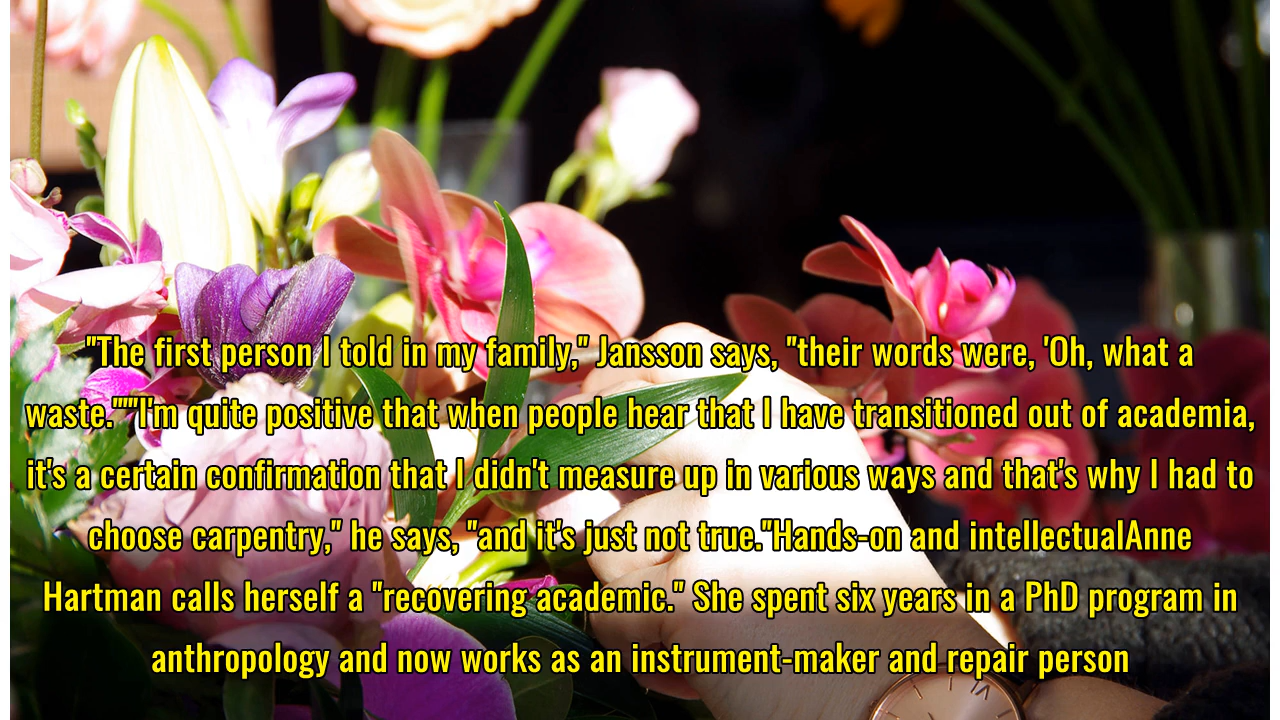 "The first person I told in my family," Jansson says, "their words were, 'Oh, what a
waste.'""I'm quite positive that when people hear that I have transitioned out of academia,
it's a certain confirmation that I didn't measure up in various ways and that's why I had to
choose carpentry," he says, "and it's just not true."Hands-on and intellectualAnne
Hartman calls herself a "recovering academic." She spent six years in a PhD program in
anthropology and now works as an instrument-maker and repair person